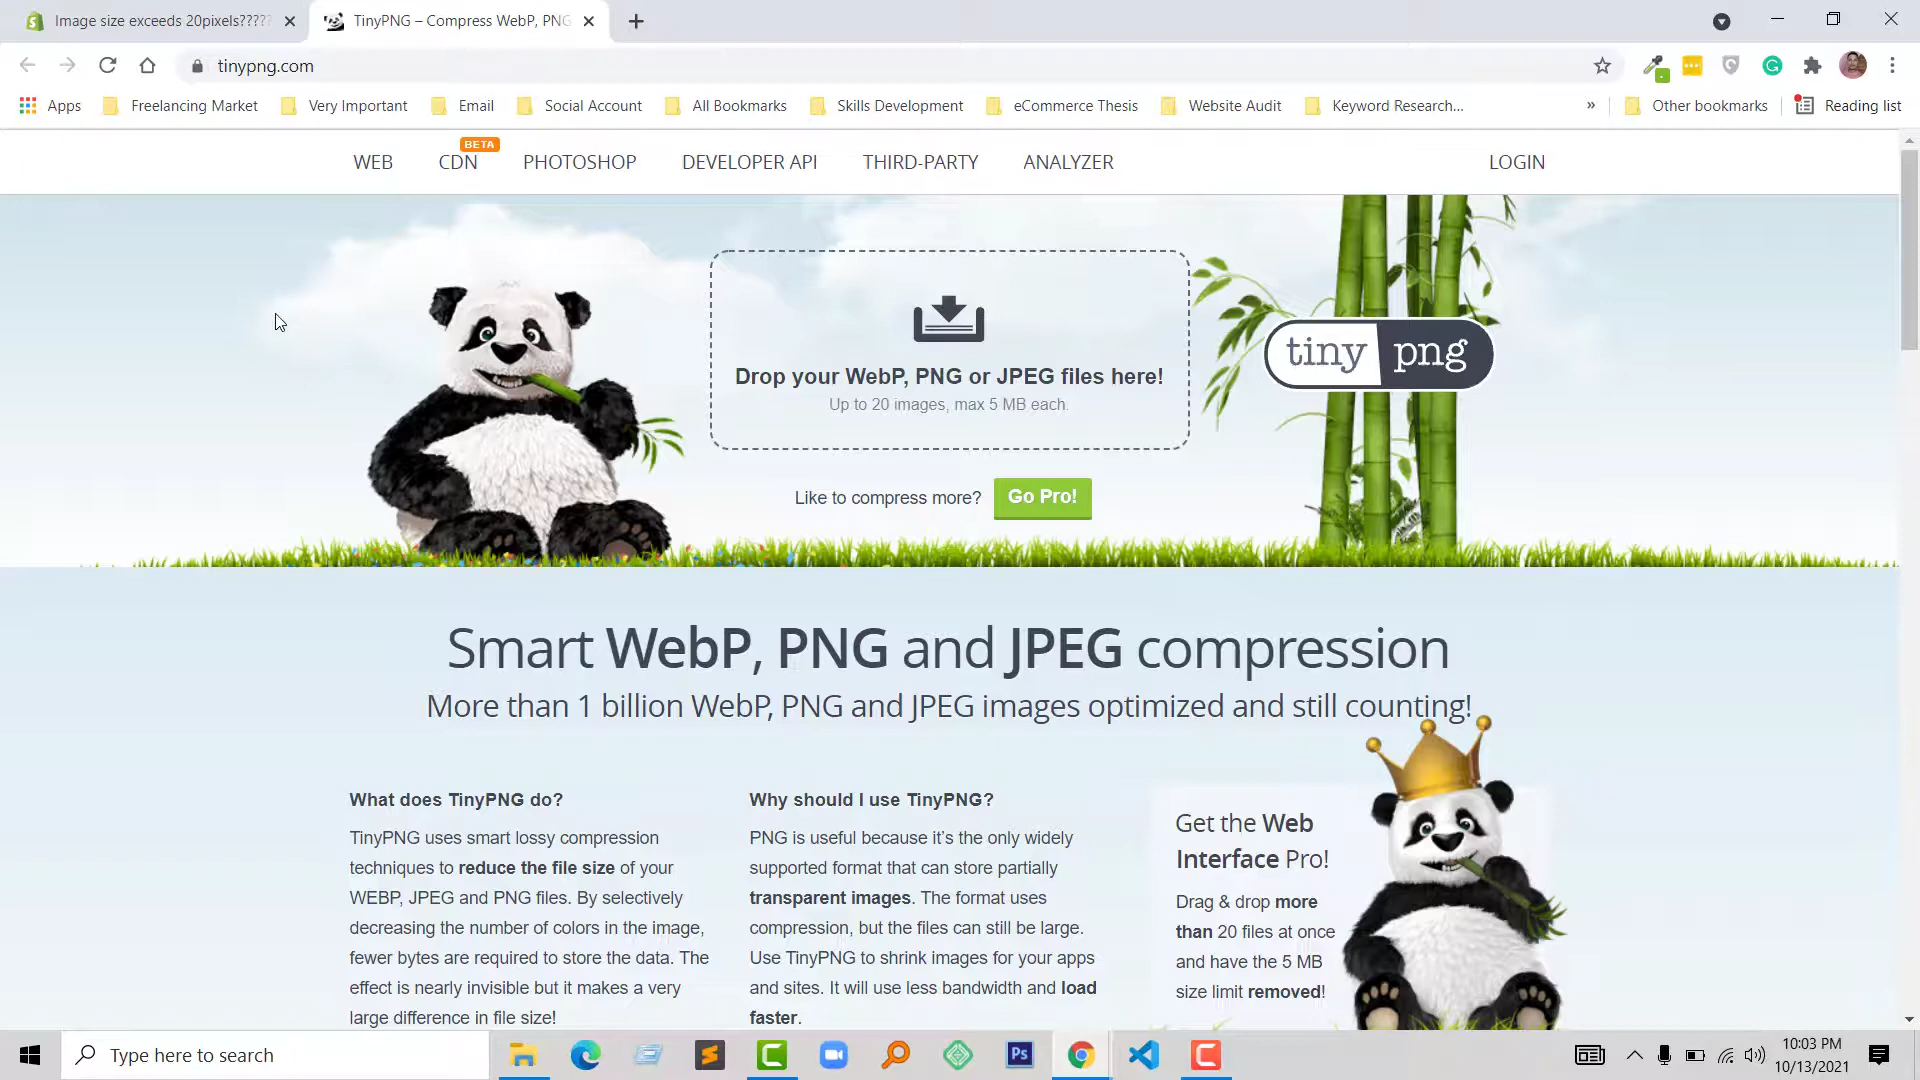 Image size exceeds 20pixels?????
TinyPNG – Compress WebP, PNG
tinypng.com
Apps
Freelancing Market
Very Important
Email
Social Account
All Bookmarks
Skills Development
eCommerce Thesis
Website Audit
Keyword Research...
»
Other bookmarks
Reading list
WEB
CDN
BETA
PHOTOSHOP
DEVELOPER API
THIRD-PARTY
ANALYZER
LOGIN
Drop your WebP, PNG or JPEG files here!
Up to 20 images, max 5 MB each.
tiny png
Like to compress more?
Go Pro!
Smart WebP, PNG and JPEG compression
More than 1 billion WebP, PNG and JPEG images optimized and still counting!
What does TinyPNG do?
TinyPNG uses smart lossy compression
techniques to reduce the file size of your
WEBP, JPEG and PNG files. By selectively
decreasing the number of colors in the image,
fewer bytes are required to store the data. The
effect is nearly invisible but it makes a very
large difference in file size!
Why should I use TinyPNG?
PNG is useful because it's the only widely
supported format that can store partially
transparent images. The format uses
compression, but the files can still be large.
Use TinyPNG to shrink images for your apps
and sites. It will use less bandwidth and load
faster.
Get the Web
Interface Pro!
Drag & drop more
than 20 files at once
and have the 5 MB
size limit removed!
Type here to search
Ps
10:03 PM
10/13/2021